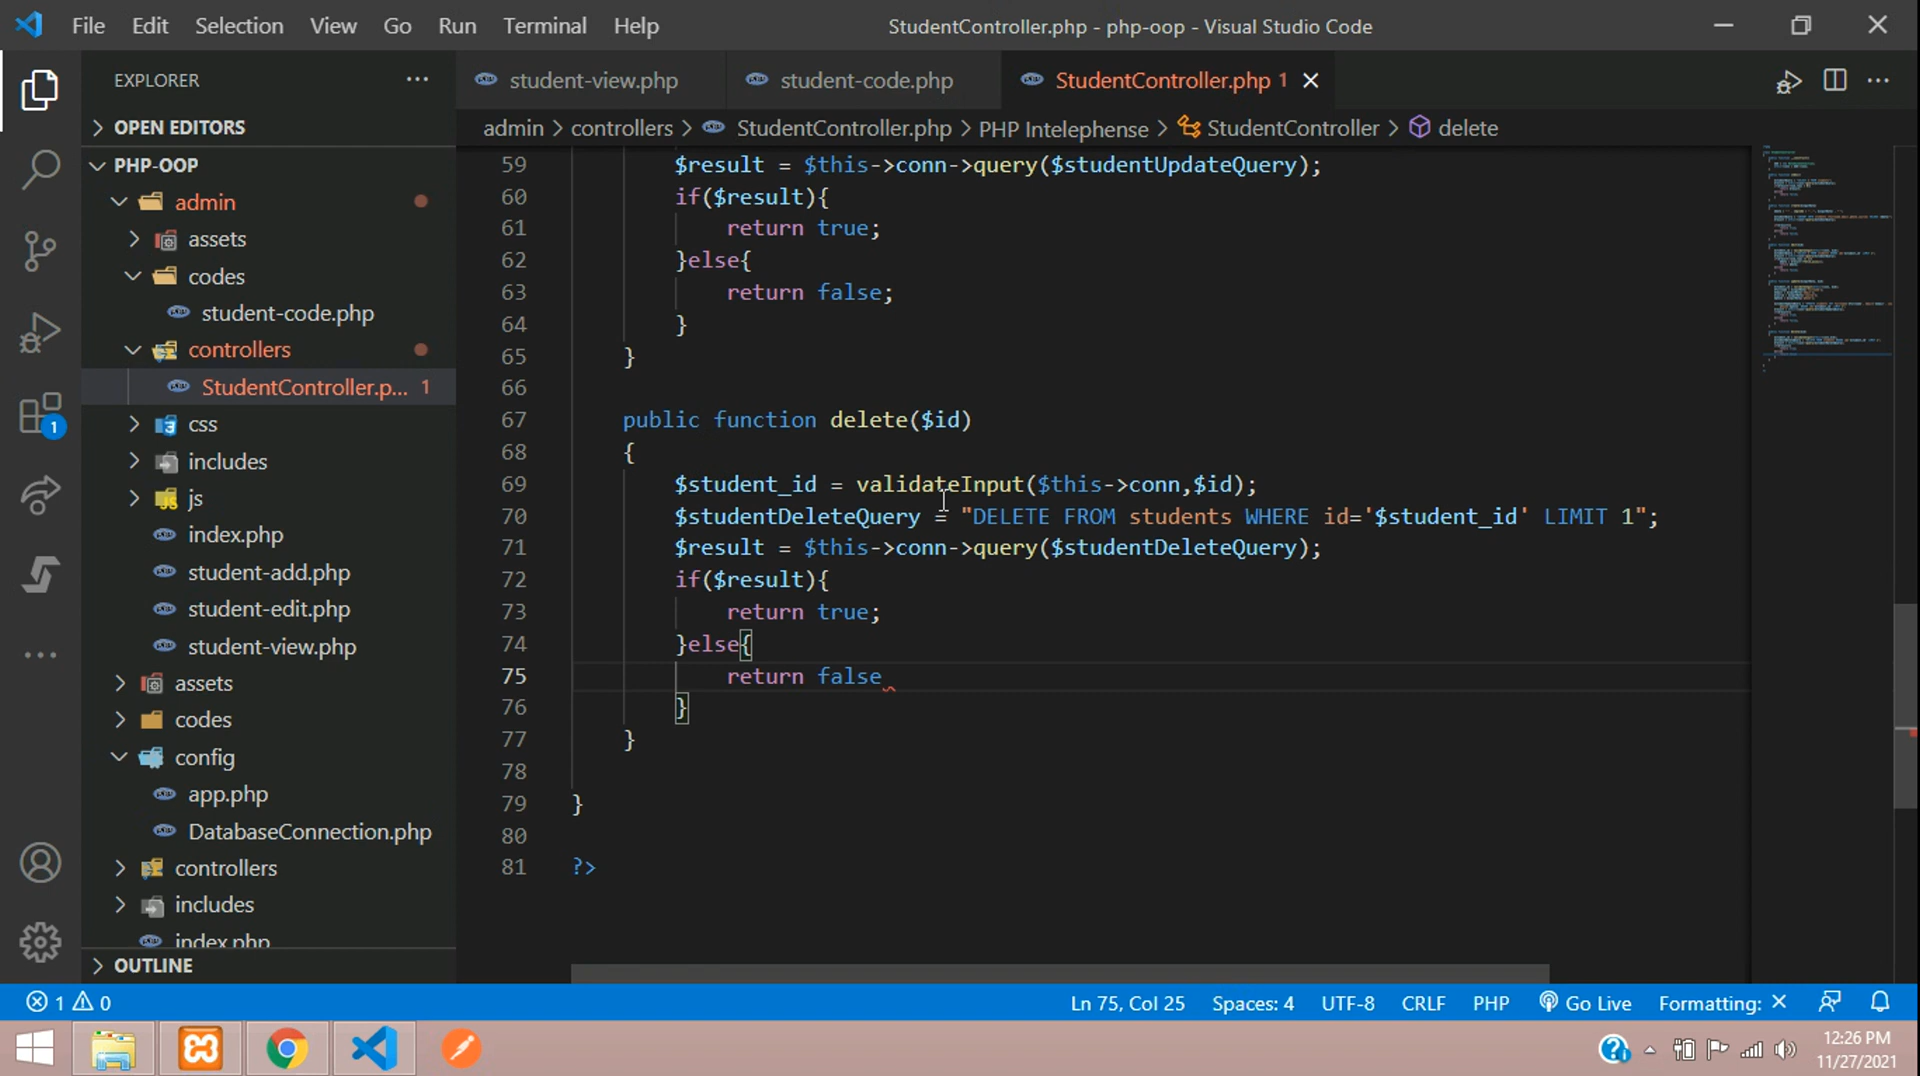 File Edit Selection View Go Run Terminal Help
StudentController.php - php-oop - Visual Studio Code
EXPLORER
student-view.php
student-code.php
StudentController.php 1
OPEN EDITORS
admin > controllers > StudentController.php > PHP Intelephense > StudentController > delete
PHP-OOP
admin
assets
codes
student-code.php
controllers
StudentController.p... 1
css
includes
js
index.php
student-add.php
student-edit.php
student-view.php
assets
codes
config
app.php
DatabaseConnection.php
controllers
includes
index.php
OUTLINE
1
59 $result = $this->conn->query($studentUpdateQuery);
60 if($result){
61 return true;
62 }else{
63 return false;
64 }
65 }
66
67 public function delete($id)
68 {
69 $student_id = validateInput($this->conn,$id);
70 $studentDeleteQuery = "DELETE FROM students WHERE id='$student_id' LIMIT 1";
71 $result = $this->conn->query($studentDeleteQuery);
72 if($result){
73 return true;
74 }else{
75 return false
76 }
77 }
78
79 }
80
81 ?>
1 0
Ln 75, Col 25 Spaces: 4 UTF-8 CRLF PHP Go Live Formatting: ×
12:26 PM
11/27/2021